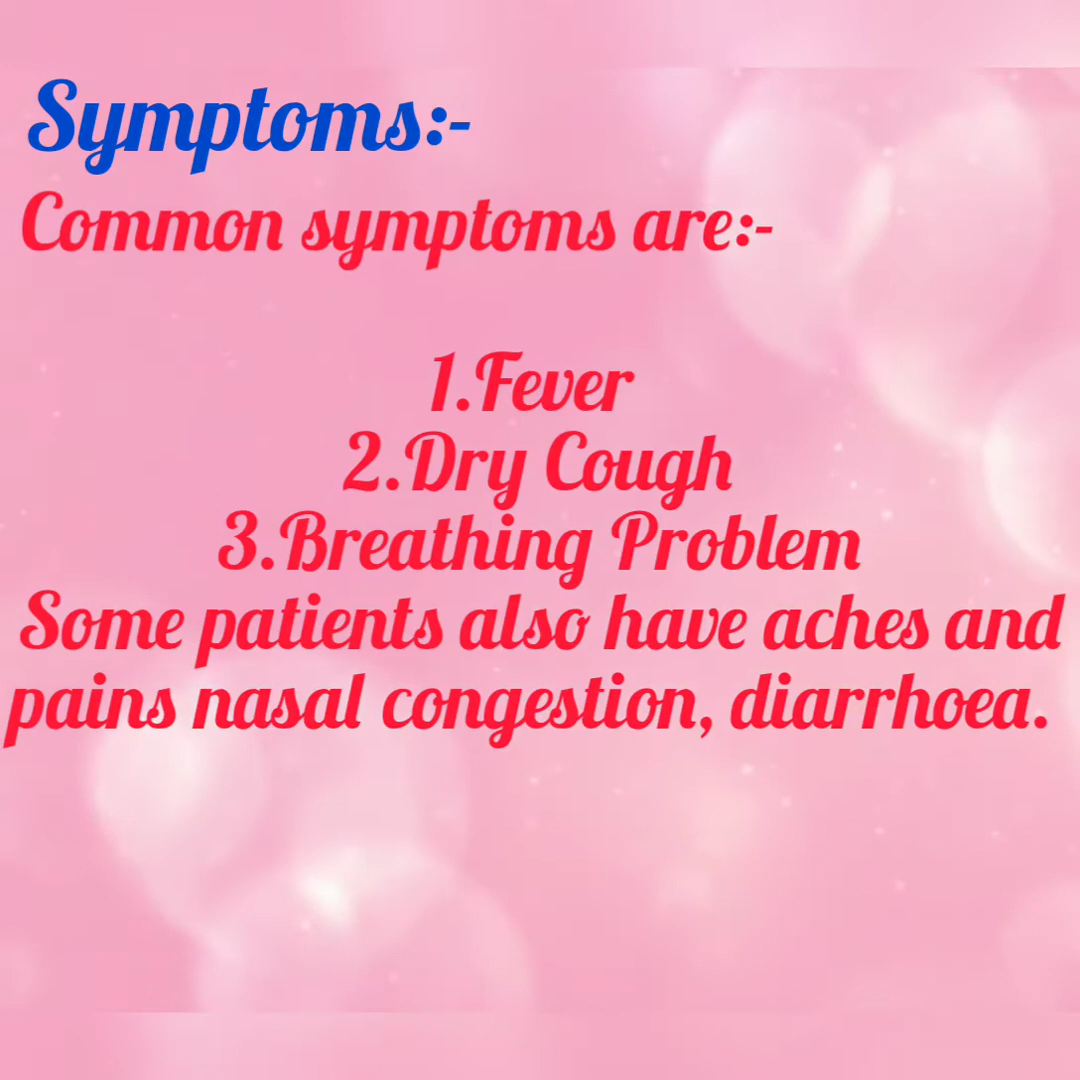 Symptoms:-
Common symptoms are:-
1.Fever
2.Dry Cough
3.Breathing Problem
Some patients also have aches and
pains nasal congestion, diarrhoea.